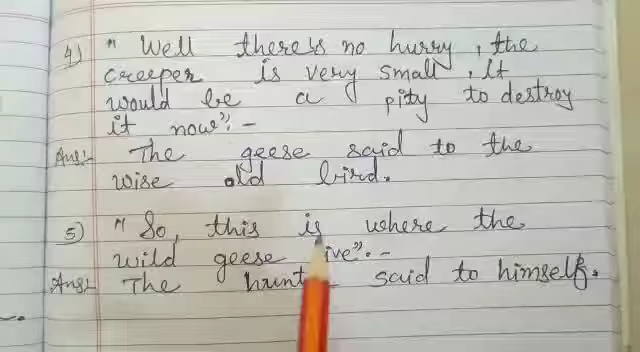 4) " Well there's no hurry, the
creeper is very small, it
would be a pity to destroy
it now": -
Ans:- The geese said to the
wise old bird.
5) " So, this is where the
wild geese ive". -
Ans:- The hunt said to himself.